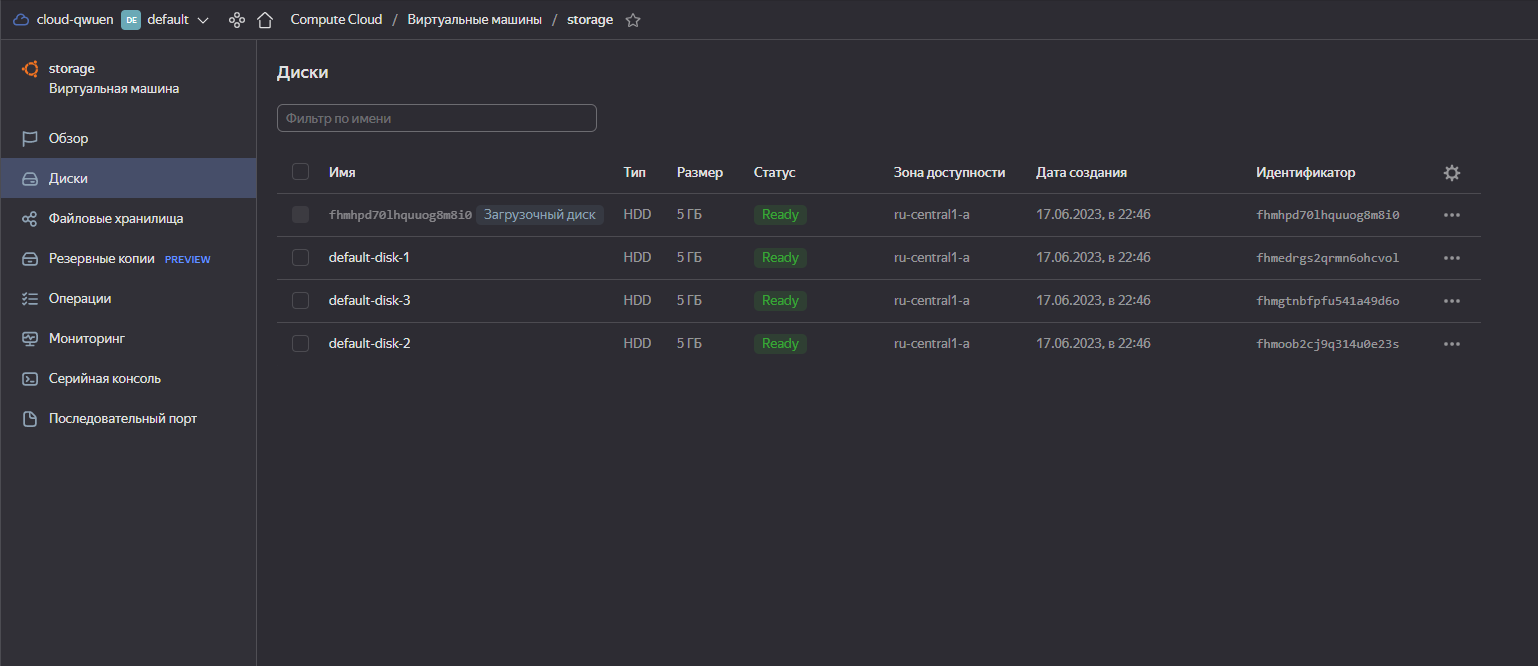 cloud-qwuen DE default Compute Cloud / Виртуальные машины / storage
storage
Виртуальная машина
Обзор
Диски
Файловые хранилища
Резервные копии PREVIEW
Операции
Мониторинг
Серийная консоль
Последовательный порт
Диски
Фильтр по имени
Имя Тип Размер Статус Зона доступности Дата создания Идентификатор
fhmhpd70lhquuog8m8i0 Загрузочный диск HDD 5 ГБ Ready ru-central1-a 17.06.2023, в 22:46 fhmhpd70lhquuog8m8i0
default-disk-1 HDD 5 ГБ Ready ru-central1-a 17.06.2023, в 22:46 fhmedrgs2qrmn6ohcvol
default-disk-3 HDD 5 ГБ Ready ru-central1-a 17.06.2023, в 22:46 fhmgtnbfpfu541a49d6o
default-disk-2 HDD 5 ГБ Ready ru-central1-a 17.06.2023, в 22:46 fhmoob2cj9q314u0e23s